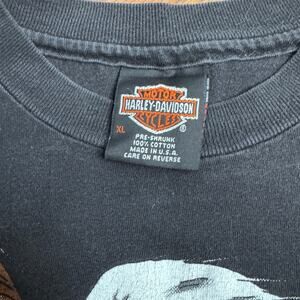 MOTOR
HARLEY-DAVIDSON
CYCLES
XL
®
PRE-SHRUNK
100% COTTON
MADE IN U.S.A.
CARE ON REVERSE